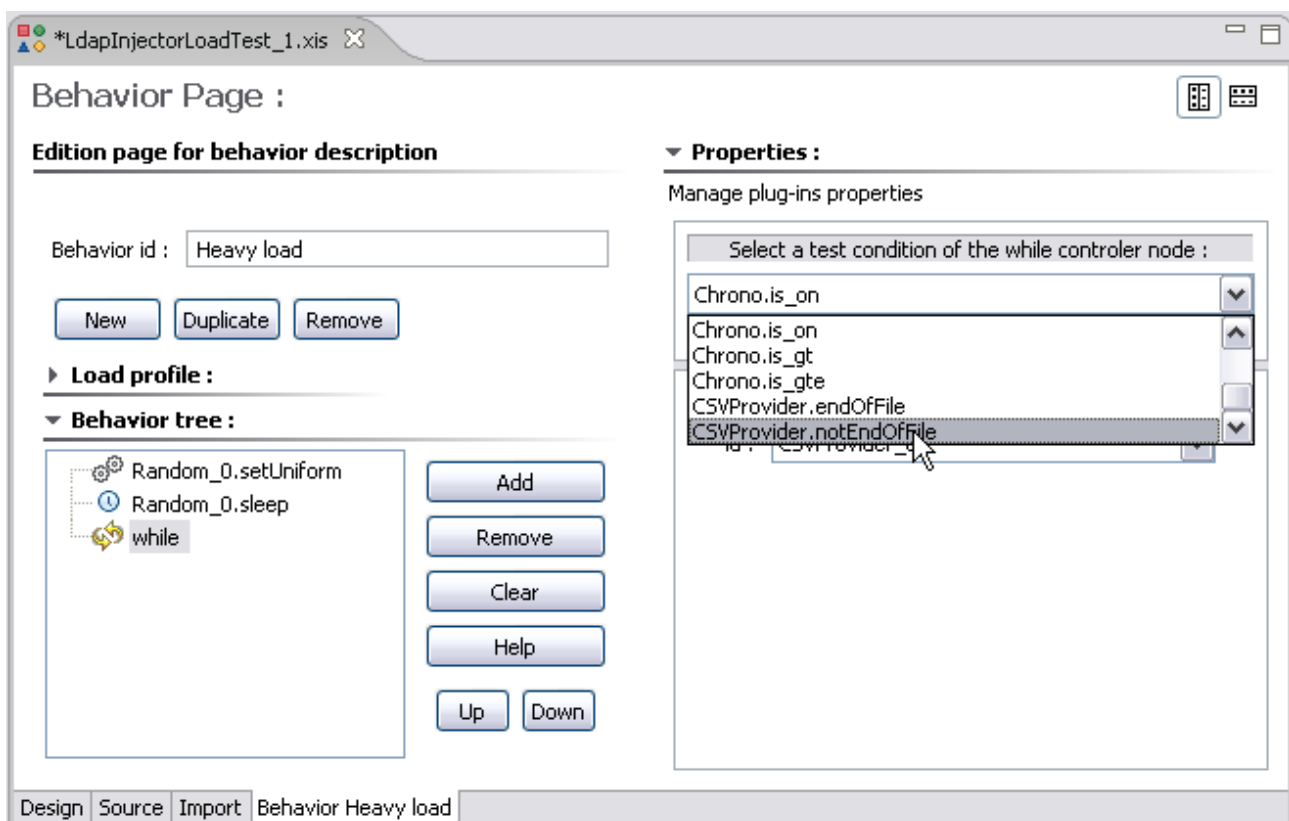 *LdapInjectorLoadTest_1.xis
Behavior Page :
Edition page for behavior description
Behavior id : Heavy load
New Duplicate Remove
Load profile :
Behavior tree :
Random_0.setUniform
Random_0.sleep
while
Add
Remove
Clear
Help
Up Down
Properties :
Manage plug-ins properties
Select a test condition of the while controler node :
Chrono.is_on
Chrono.is_on
Chrono.is_gt
Chrono.is_gte
CSVProvider.endOfFile
CSVProvider.notEndOfFile
Design Source Import Behavior Heavy load